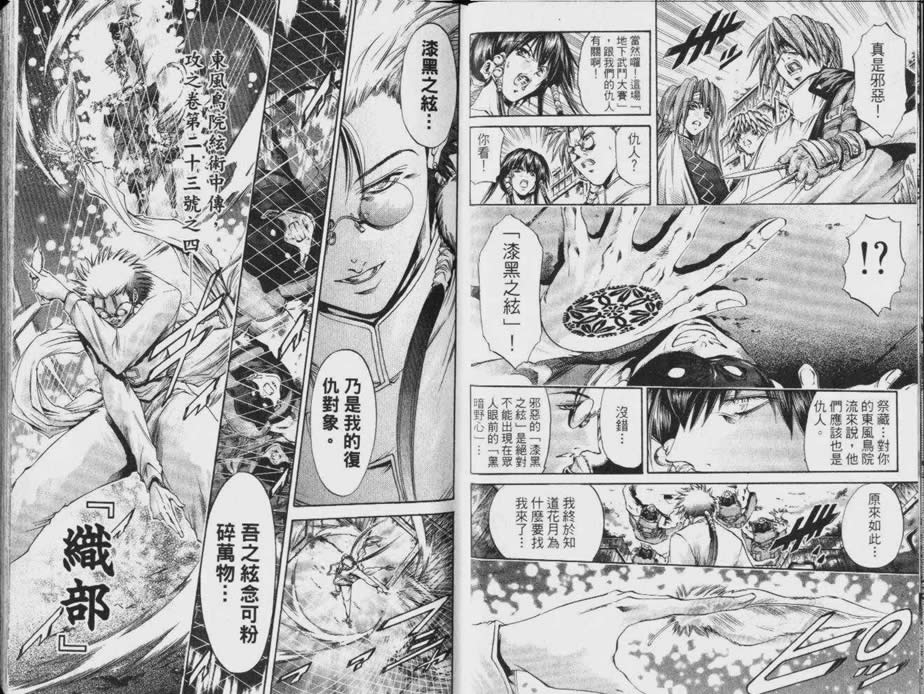 真是邪惡！
當然囉！這場「
地下武鬥大賽」
，跟我們的仇人
有關啊！
仇人？
你看！
！？
「漆黑之絃」
！
祭藏⋯對你
的東風鳥院
流來說，他
們應該也是
仇人。
沒錯⋯
邪惡的「漆黑
之絃」是絕對
不能出現在眾
人眼前的「黑
暗野心」⋯
原來如此⋯
我終於知
道花月為
什麼要找
我來了⋯
ピン
漆黑之絃⋯
乃是我的復
仇對象。
東風鳥院絃術中傳，
攻之卷第二十三號之四
吾之絃念可粉
碎萬物⋯
『織部』